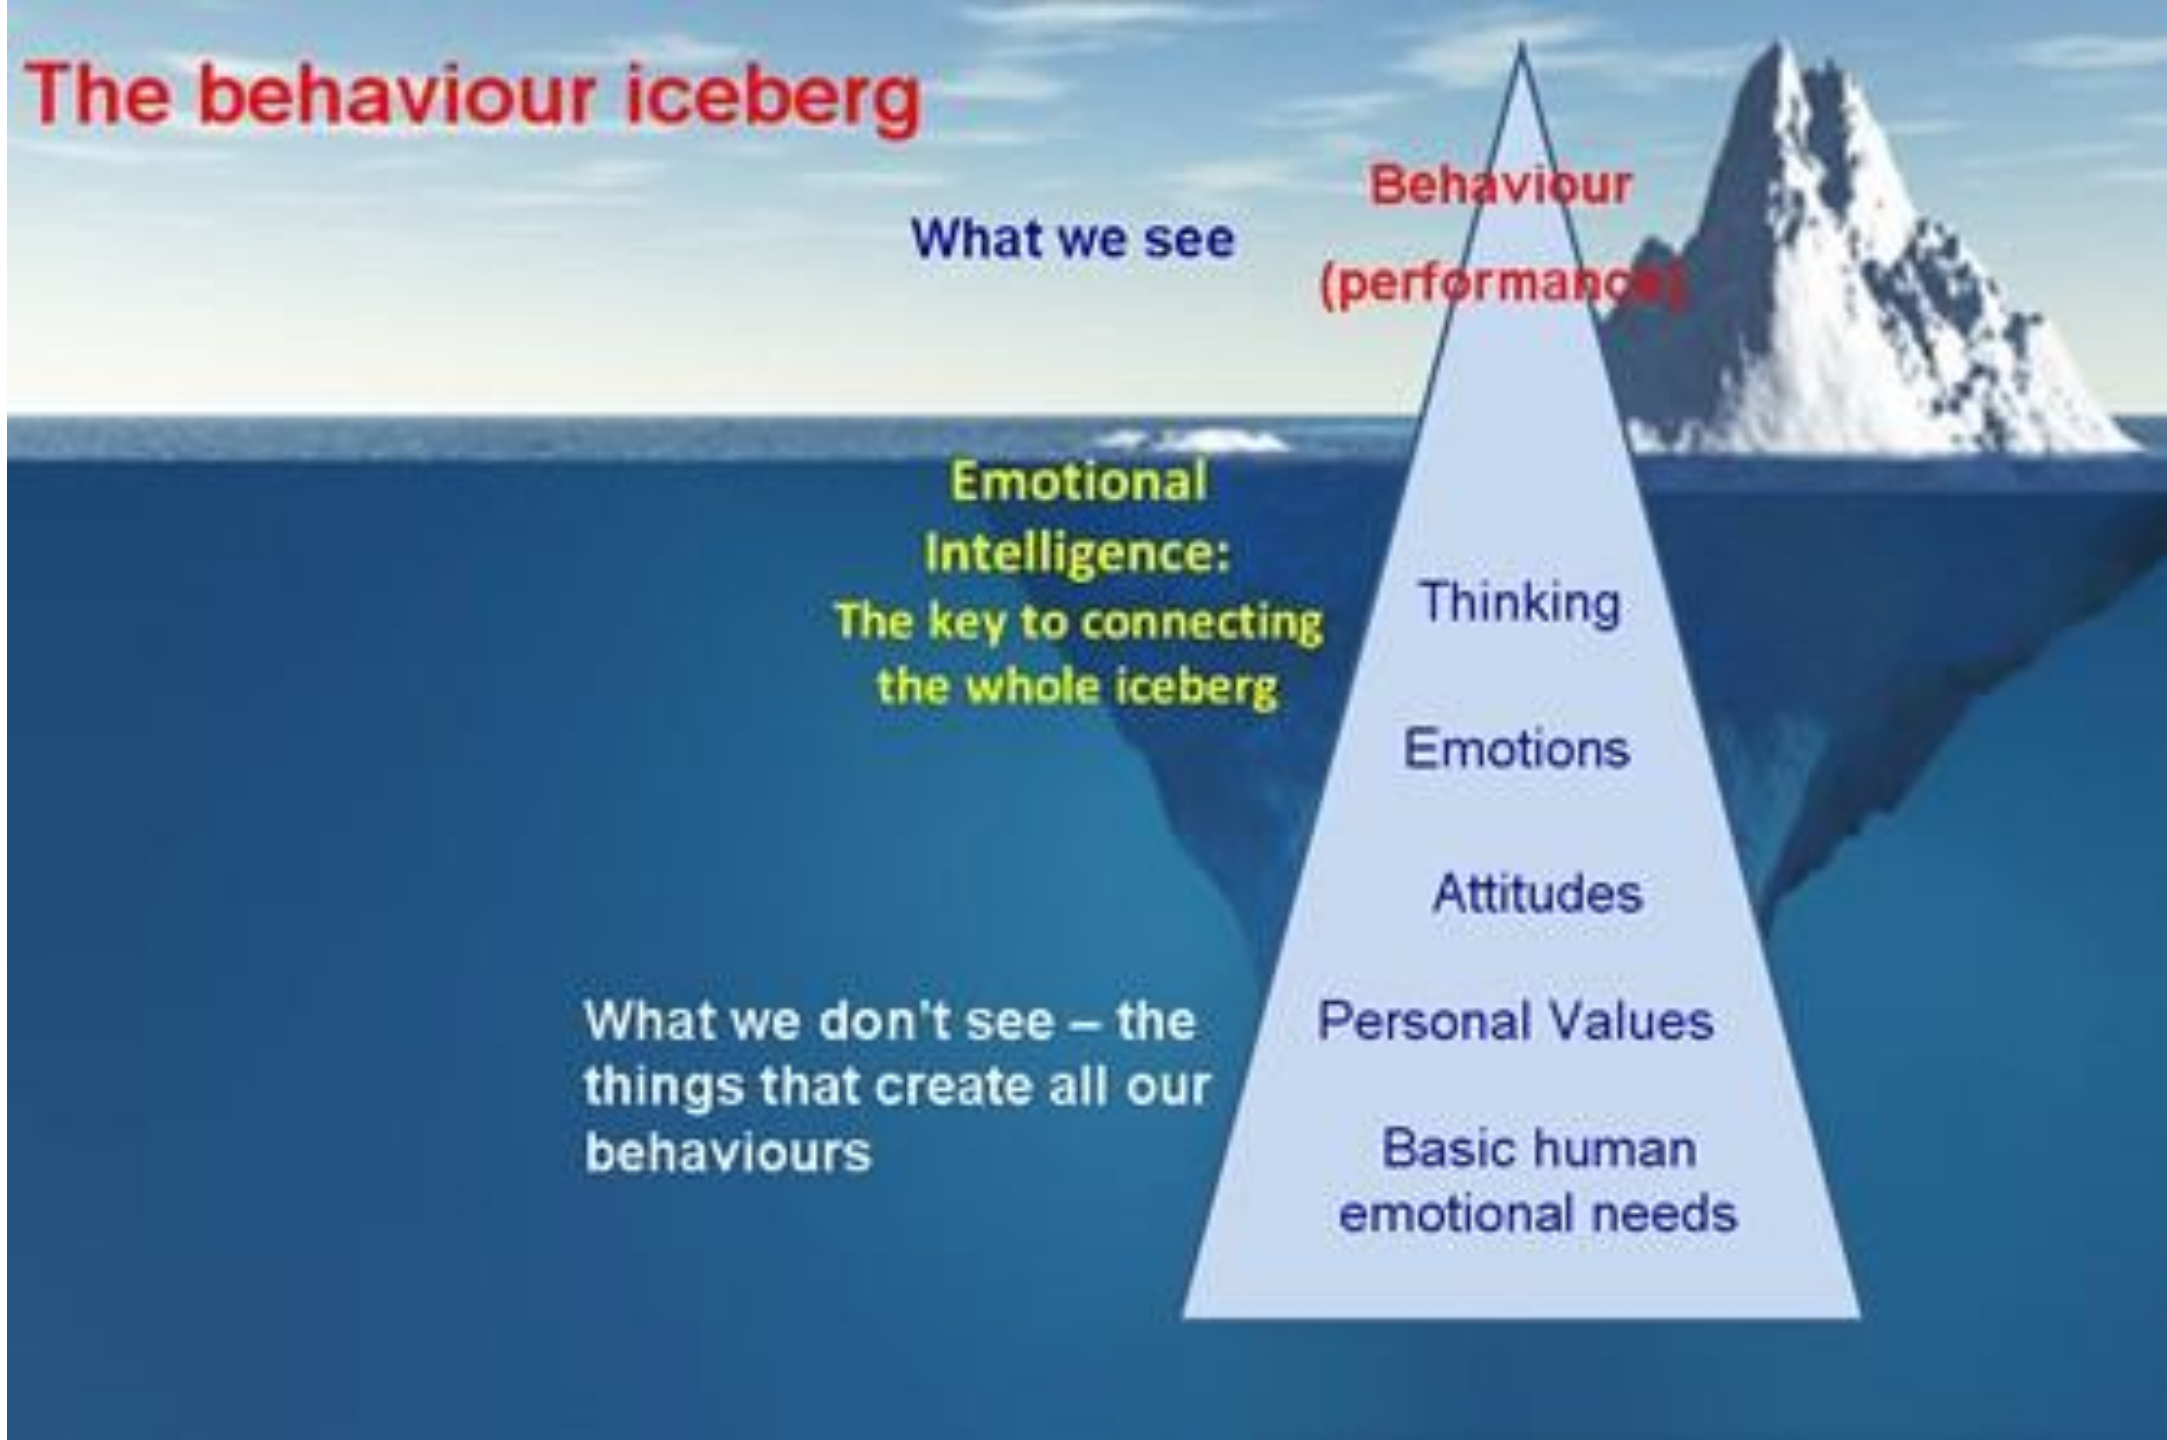 The behaviour iceberg
What we see
Behaviour
(performance)
Emotional
Intelligence:
The key to connecting
the whole iceberg
Thinking
Emotions
Attitudes
What we don't see – the
things that create all our
behaviours
Personal Values
Basic human
emotional needs